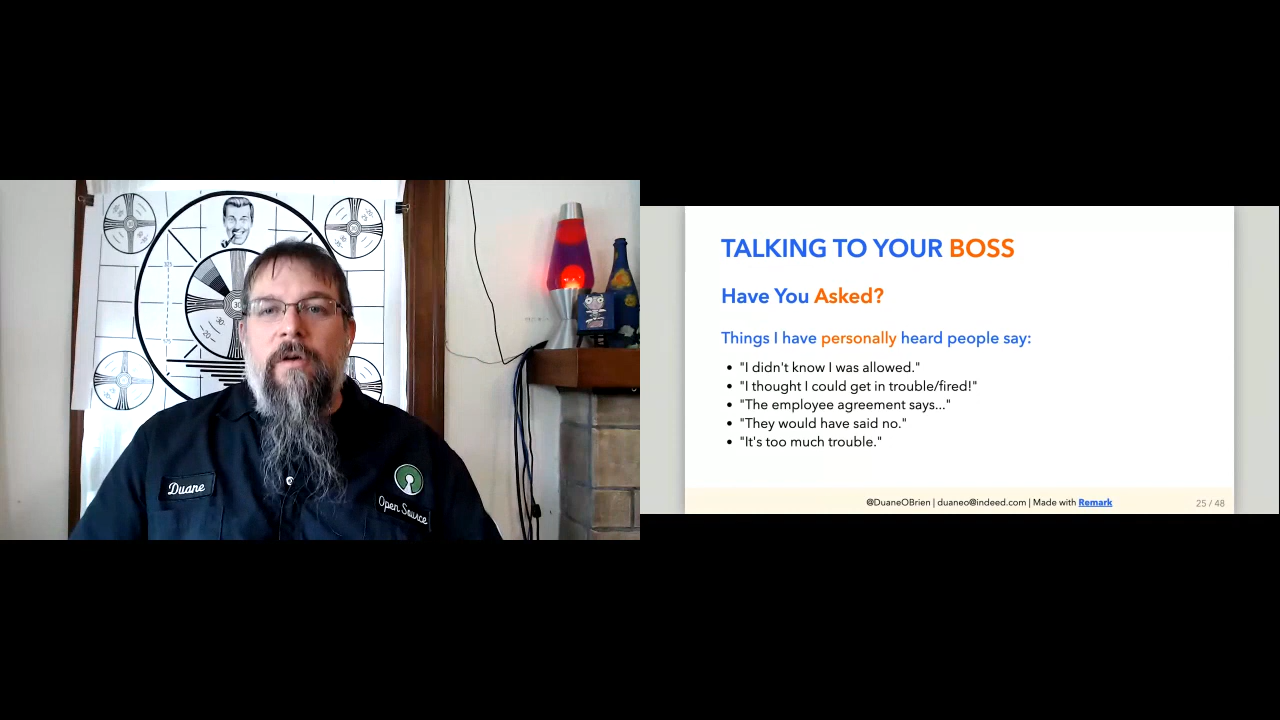 Duane
Open Source
TALKING TO YOUR BOSS
Have You Asked?
Things I have personally heard people say:
• "I didn't know I was allowed."
• "I thought I could get in trouble/fired!"
• "The employee agreement says..."
• "They would have said no."
• "It's too much trouble."
@DuaneOBrien | duaneo@indeed.com | Made with Remark
25 / 48